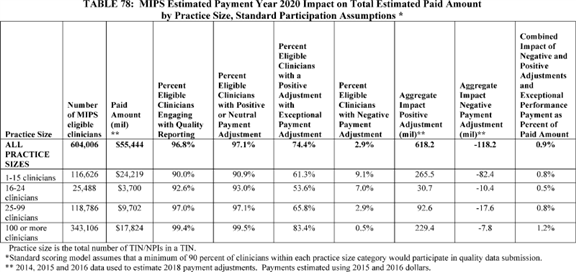 TABLE 78: MIPS Estimated Payment Year 2020 Impact on Total Estimated Paid Amount
by Practice Size, Standard Participation Assumptions *
Practice Size | Number of MIPS eligible clinicians | Paid Amount (mil) ** | Percent Eligible Clinicians Engaging with Quality Reporting | Percent Eligible Clinicians with Positive or Neutral Payment Adjustment | Percent Eligible Clinicians with a Positive Adjustment with Exceptional Payment Adjustment | Percent Eligible Clinicians with Negative Payment Adjustment | Aggregate Impact Positive Adjustment (mil)** | Aggregate Impact Negative Payment Adjustment (mil)** | Combined Impact of Negative and Positive Adjustments and Exceptional Performance Payment as Percent of Paid Amount
ALL PRACTICE SIZES | 604,006 | $55,444 | 96.8% | 97.1% | 74.4% | 2.9% | 618.2 | -118.2 | 0.9%
1-15 clinicians | 116,626 | $24,219 | 90.0% | 90.9% | 61.3% | 9.1% | 265.5 | -82.4 | 0.8%
16-24 clinicians | 25,488 | $3,700 | 92.6% | 93.0% | 53.6% | 7.0% | 30.7 | -10.4 | 0.5%
25-99 clinicians | 118,786 | $9,702 | 97.0% | 97.1% | 65.8% | 2.9% | 92.6 | -17.6 | 0.8%
100 or more clinicians | 343,106 | $17,824 | 99.4% | 99.5% | 83.4% | 0.5% | 229.4 | -7.8 | 1.2%
Practice size is the total number of TIN/NPIs in a TIN.
*Standard scoring model assumes that a minimum of 90 percent of clinicians within each practice size category would participate in quality data submission.
** 2014, 2015 and 2016 data used to estimate 2018 payment adjustments. Payments estimated using 2015 and 2016 dollars.